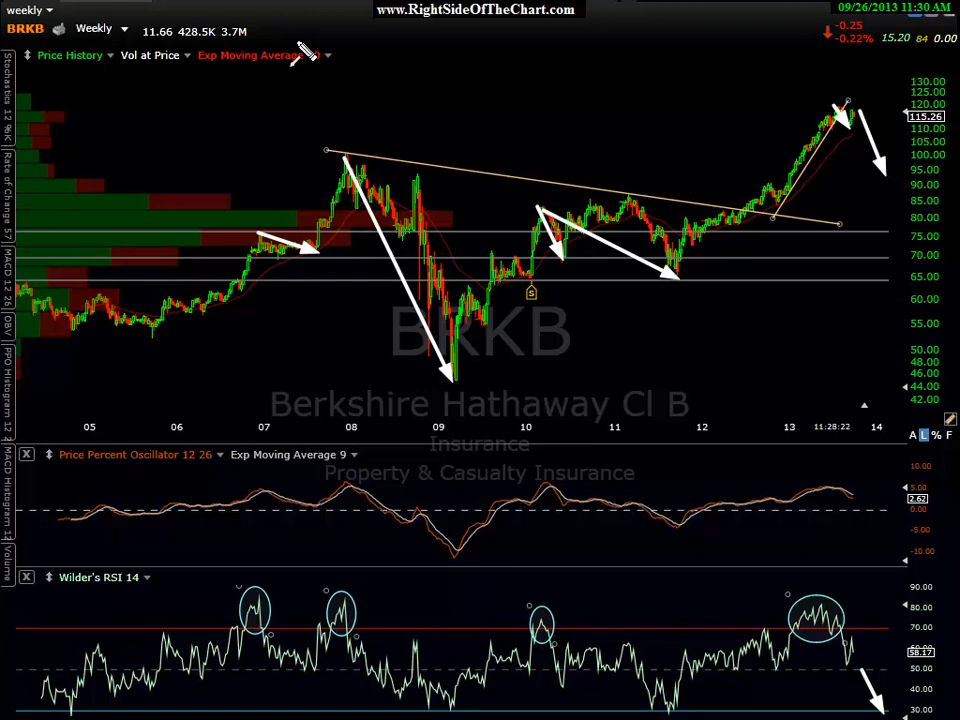 weekly
www.RightSideOfTheChart.com
09/26/2013 11:30 AM
BRKB Weekly 11.66 428.5K 3.7M
-0.25
-0.22% 15.20 84 0.00
Price History Vol at Price Exp Moving Average
130.00
125.00
120.00
115.26
110.00
105.00
100.00
95.00
90.00
85.00
80.00
75.00
70.00
65.00
60.00
55.00
50.00
48.00
46.00
44.00
42.00
S
BRKB
Berkshire Hathaway Cl B
Insurance
Property & Casualty Insurance
05 06 07 08 09 10 11 12 13 11:28:22 14
A L % F
Stochastics 12 %K
Rate of Change 57
MACD 12 26
OBV
PPO Histogram 12 2
MACD Histogram 12
Volume
X Price Percent Oscillator 12 26 Exp Moving Average 9
10.00
5.00
2.62
0.00
-5.00
-10.00
X Wilder's RSI 14
90.00
80.00
70.00
58.17
50.00
40.00
30.00